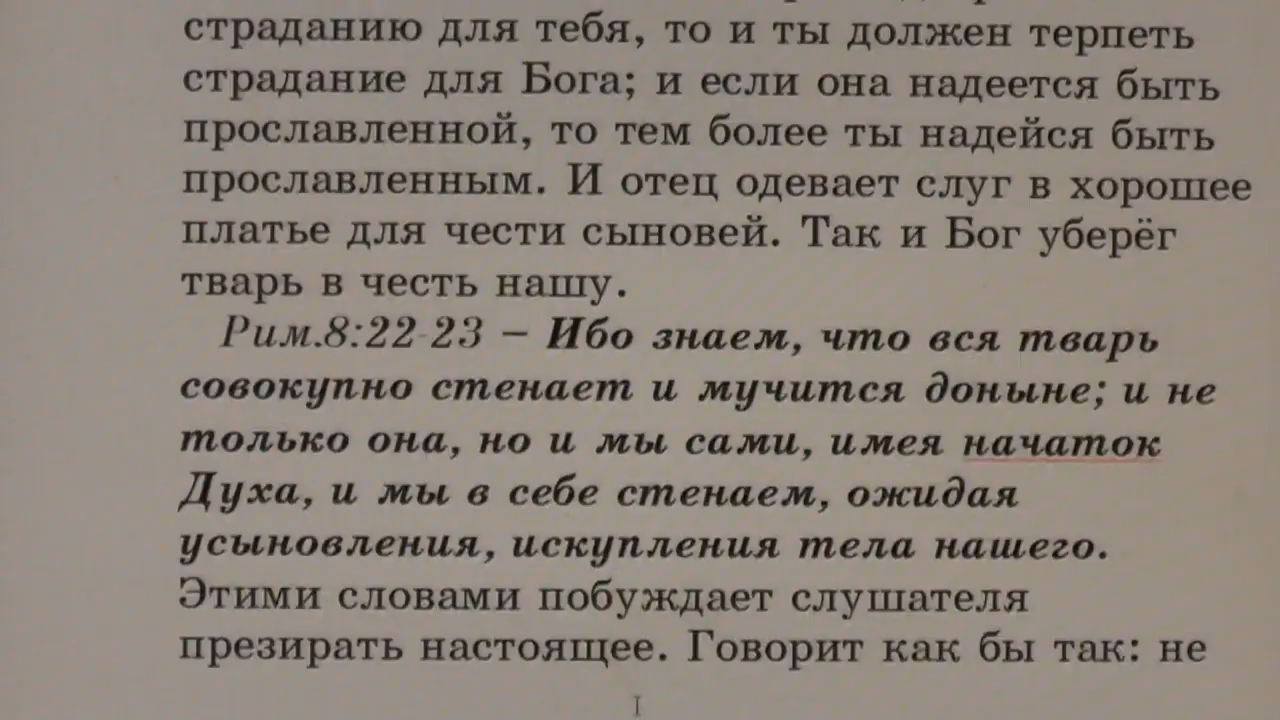 страданию для тебя, то и ты должен терпеть
страдание для Бога; и если она надеется быть
прославленной, то тем более ты надейся быть
прославленным. И отец одевает слуг в хорошее
платье для чести сыновей. Так и Бог уберёг
тварь в честь нашу.
Рим.8:22-23 – Ибо знаем, что вся тварь
совокупно стенает и мучится доныне; и не
только она, но и мы сами, имея начаток
Духа, и мы в себе стенаем, ожидая
усыновления, искупления тела нашего.
Этими словами побуждает слушателя
презирать настоящее. Говорит как бы так: не